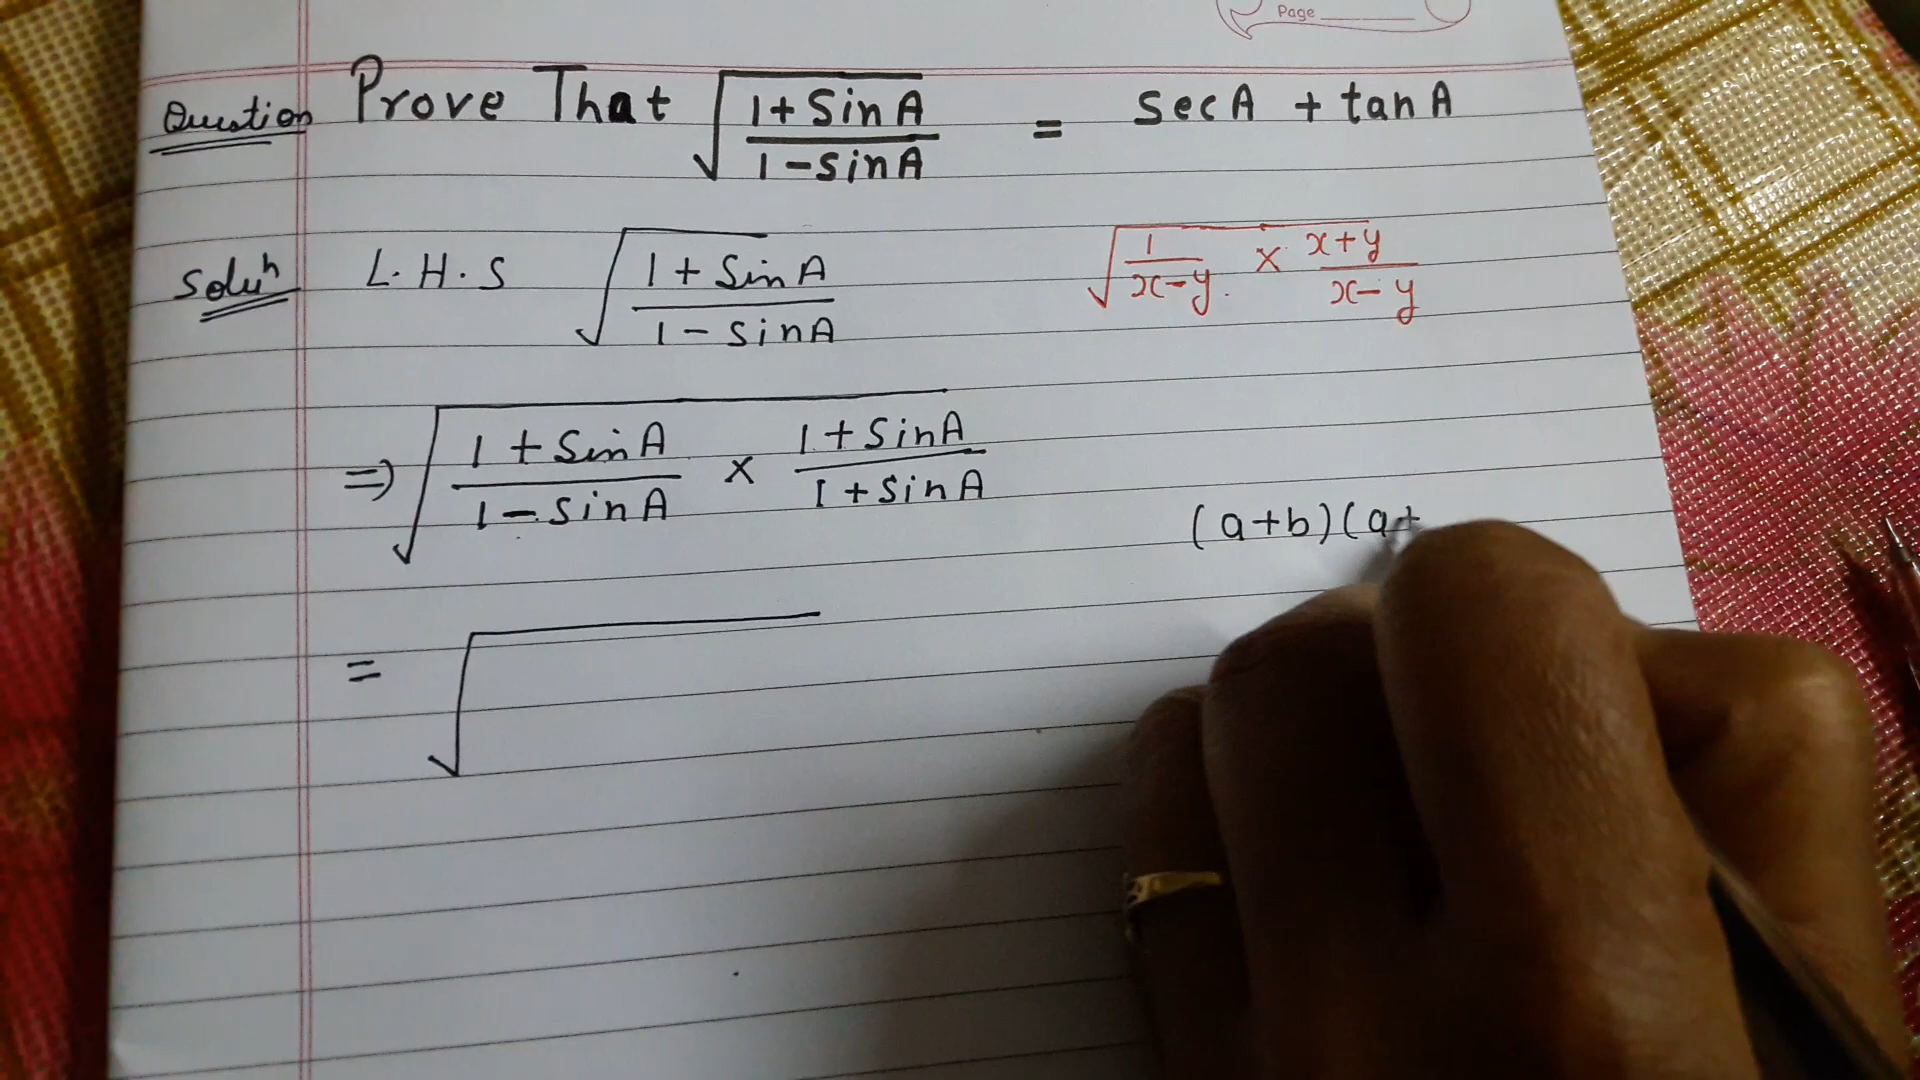 Page
Question Prove That √(1+SinA / 1-sinA) = secA + tanA
Soluⁿ L.H.S √(1+SinA / 1-sinA) √(1 / x-y. × x+y / x-y)
=> √(1+SinA / 1-sinA × 1+SinA / 1+sinA)
(a+b)(a+
= √